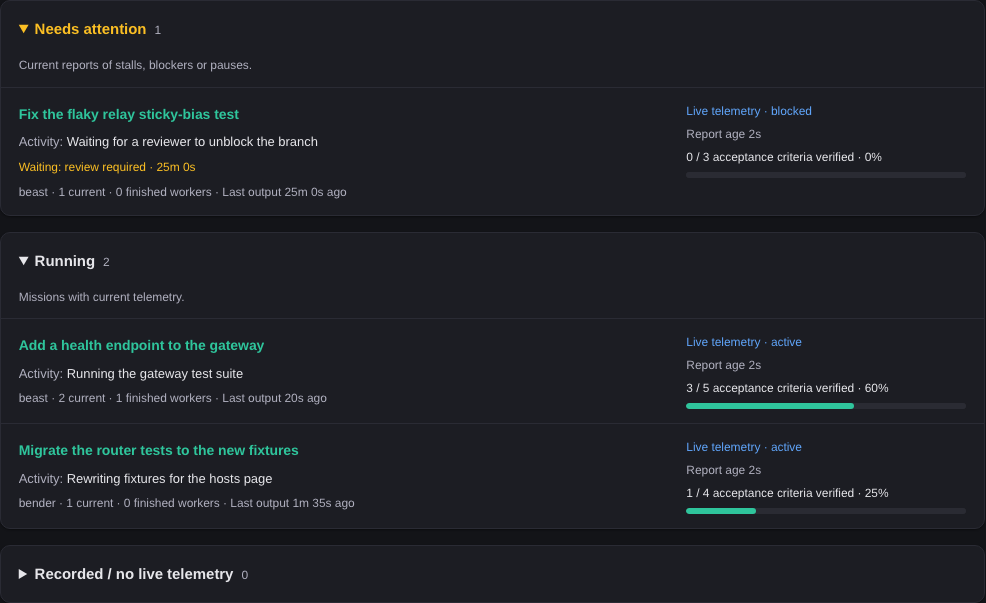 Needs attention 1
Current reports of stalls, blockers or pauses.
Fix the flaky relay sticky-bias test
Activity: Waiting for a reviewer to unblock the branch
Waiting: review required · 25m 0s
beast · 1 current · 0 finished workers · Last output 25m 0s ago
Live telemetry · blocked
Report age 2s
0 / 3 acceptance criteria verified · 0%
Running 2
Missions with current telemetry.
Add a health endpoint to the gateway
Activity: Running the gateway test suite
beast · 2 current · 1 finished workers · Last output 20s ago
Live telemetry · active
Report age 2s
3 / 5 acceptance criteria verified · 60%
Migrate the router tests to the new fixtures
Activity: Rewriting fixtures for the hosts page
bender · 1 current · 0 finished workers · Last output 1m 35s ago
Live telemetry · active
Report age 2s
1 / 4 acceptance criteria verified · 25%
Recorded / no live telemetry 0